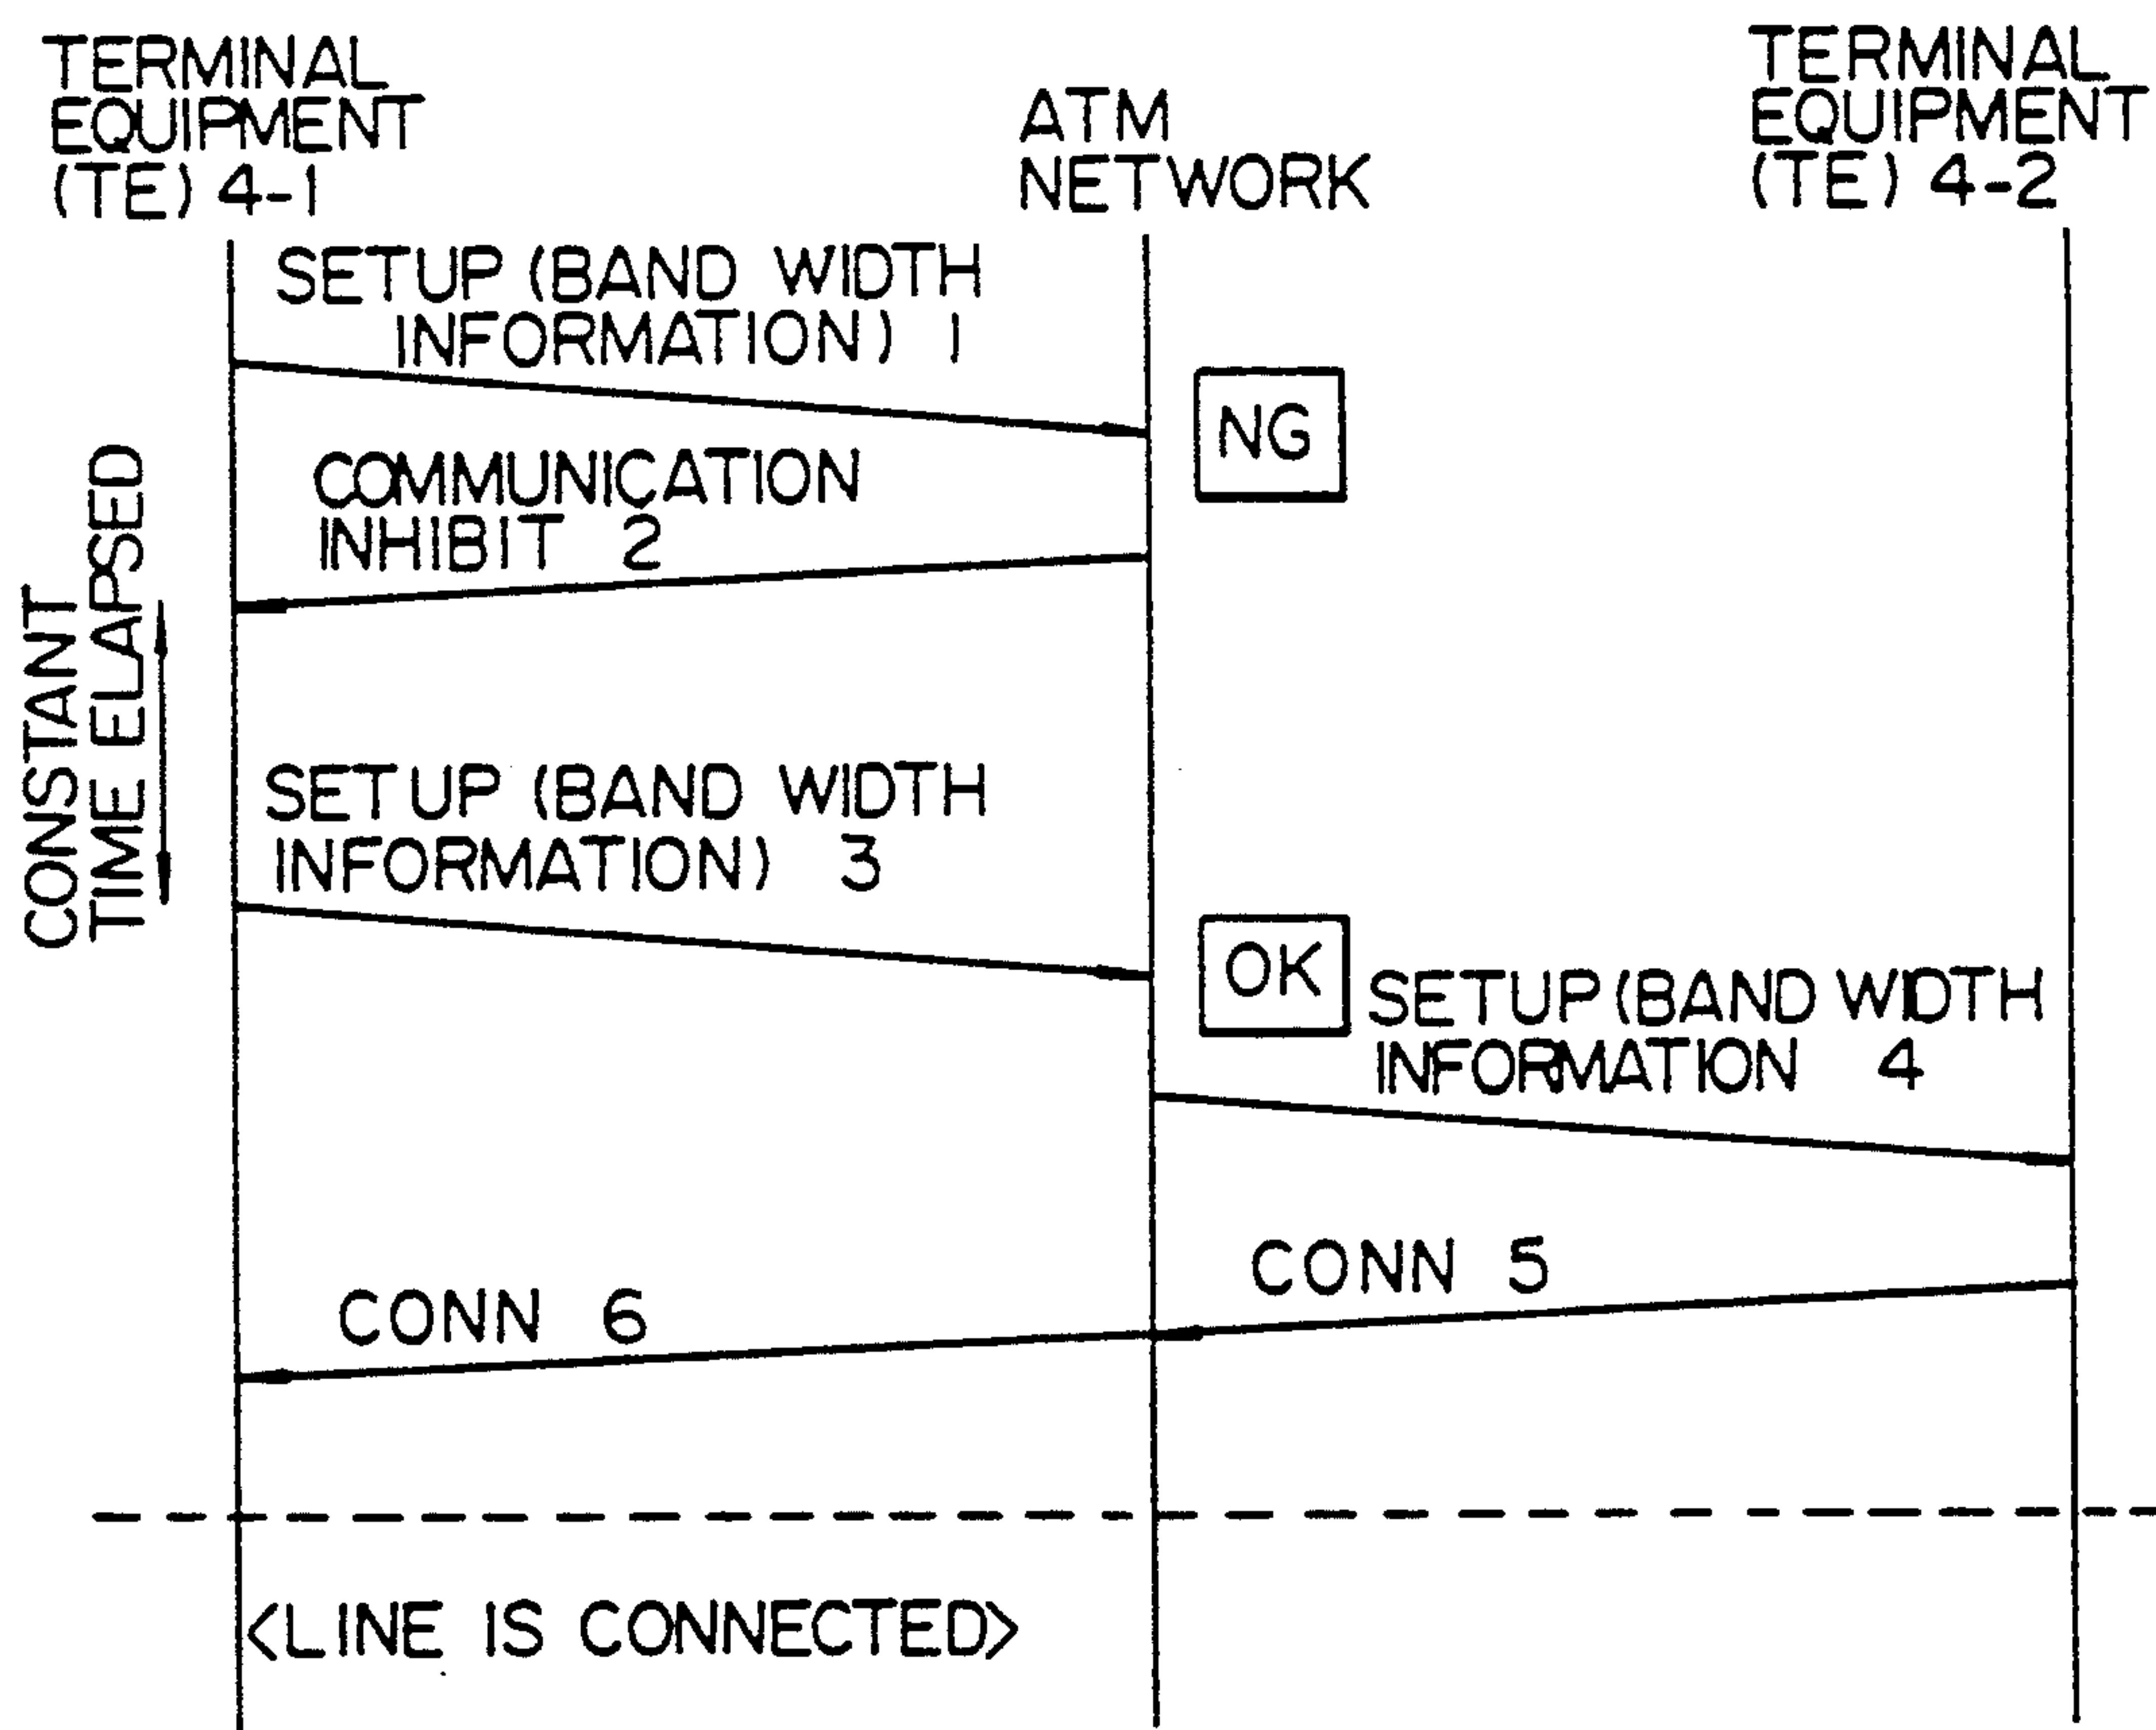 TERMINAL
EQUIPMENT
(TE) 4-1
ATM
NETWORK
TERMINAL
EQUIPMENT
(TE) 4-2
SETUP (BAND WIDTH
INFORMATION) 1
NG
COMMUNICATION
INHIBIT 2
CONSTANT
TIME ELAPSED
SETUP (BAND WIDTH
INFORMATION) 3
OK
SETUP (BAND WIDTH
INFORMATION 4
CONN 5
CONN 6
<LINE IS CONNECTED>